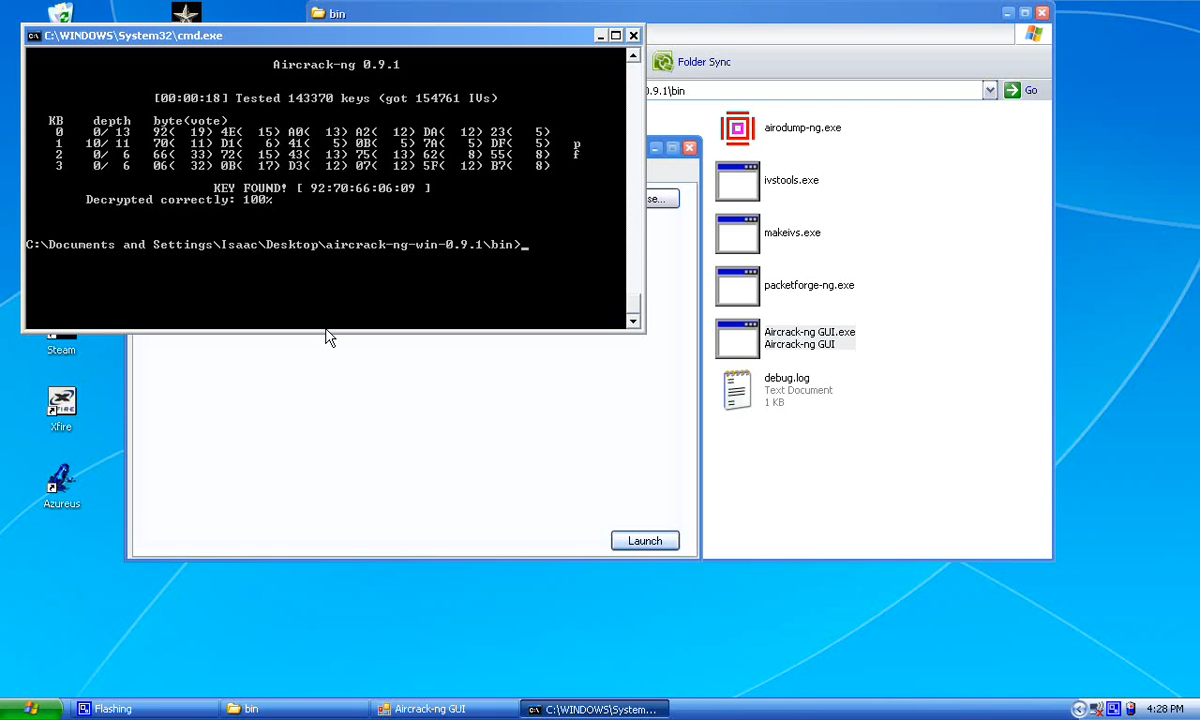 bin
C:\WINDOWS\System32\cmd.exe
Aircrack-ng 0.9.1
[00:00:18] Tested 143370 keys (got 154761 IVs)
KB depth byte(vote)
0 0/ 13 92( 19) 4E( 15) A0( 13) A2( 12) DA( 12) 23( 5)
1 10/ 11 70( 11) D1( 6) 41( 5) 0B( 5) 7A( 5) DF( 5) p
2 0/ 6 66( 33) 72( 15) 43( 13) 75( 13) 62( 8) 55( 8) f
3 0/ 6 06( 32) 0B( 17) D3( 12) 07( 12) 5F( 12) B7( 8)
KEY FOUND! [ 92:70:66:06:09 ]
Decrypted correctly: 100%
C:\Documents and Settings\Isaac\Desktop\aircrack-ng-win-0.9.1\bin>_
Folder Sync
0.9.1\bin
Go
se...
airodump-ng.exe
ivstools.exe
makeivs.exe
packetforge-ng.exe
Aircrack-ng GUI.exe
Aircrack-ng GUI
debug.log
Text Document
1 KB
Steam
XFIRE
Xfire
Azureus
Launch
Flashing
bin
Aircrack-ng GUI
C:\WINDOWS\System...
4:28 PM